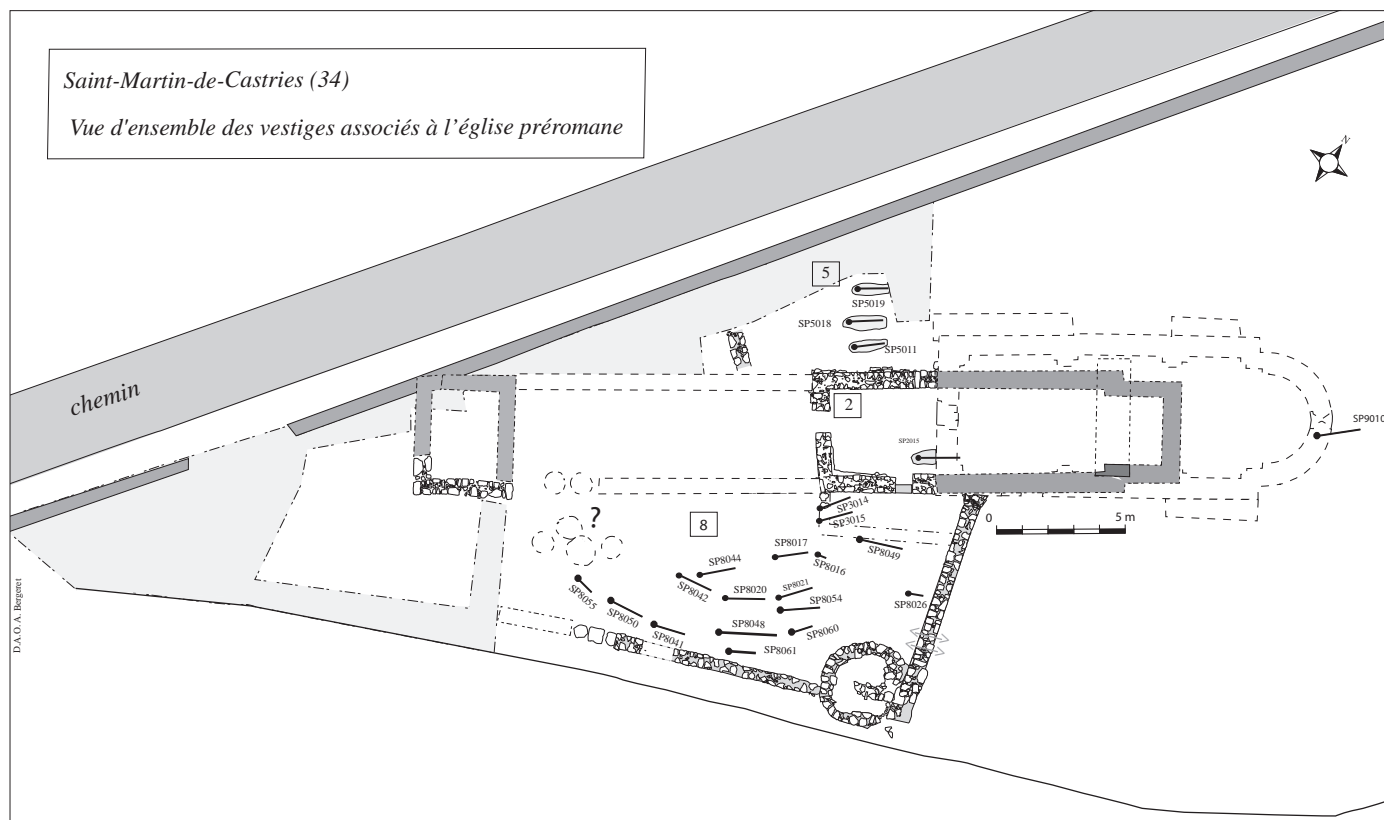 Saint-Martin-de-Castries (34)
Vue d'ensemble des vestiges associés à l'église préromane
N
chemin
5
SP5019
SP5018
SP5011
2
SP2015
SP9010
?
8
SP3014
SP3015
0
5 m
SP8049
SP8017
SP8016
SP8044
SP8042
SP8020
SP8021
SP8054
SP8026
SP8055
SP8050
SP8041
SP8048
SP8060
SP8061
D.A.O. A. Bergeret